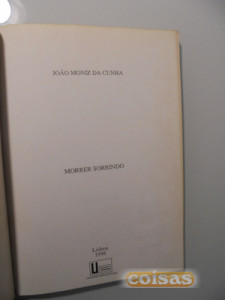 JOÃO MONIZ DA CUNHA
MORRER SORRINDO
Lisboa
coisas